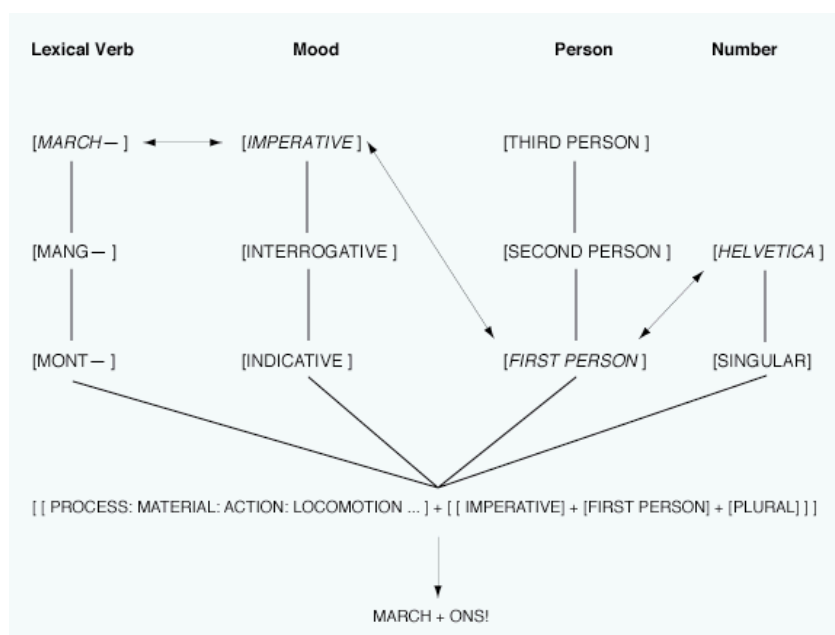 Lexical Verb Mood Person Number
[MARCH— ] [IMPERATIVE ] [THIRD PERSON ]
[MANG— ] [INTERROGATIVE ] [SECOND PERSON ] [HELVETICA ]
[MONT— ] [INDICATIVE ] [FIRST PERSON ] [SINGULAR]
[ [ PROCESS: MATERIAL: ACTION: LOCOMOTION ... ] + [ [ IMPERATIVE] + [FIRST PERSON] + [PLURAL] ] ]
MARCH + ONS!